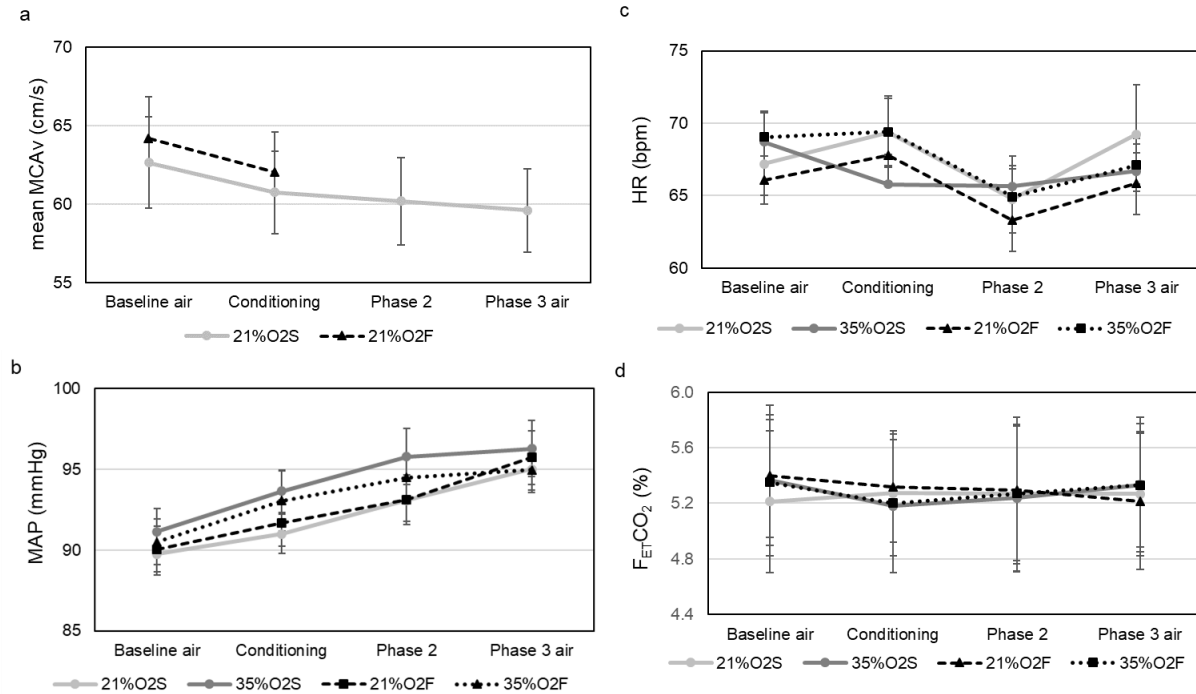 a
70
65
60
55
mean MCAv (cm/s)
Baseline air Conditioning Phase 2 Phase 3 air
21%O2S 21%O2F
b
100
95
90
85
MAP (mmHg)
Baseline air Conditioning Phase 2 Phase 3 air
21%O2S 35%O2S 21%O2F 35%O2F
c
75
70
65
60
HR (bpm)
Baseline air Conditioning Phase 2 Phase 3 air
21%O2S 35%O2S 21%O2F 35%O2F
d
6.0
5.6
5.2
4.8
4.4
FETCO2 (%)
Baseline air Conditioning Phase 2 Phase 3 air
21%O2S 35%O2S 21%O2F 35%O2F